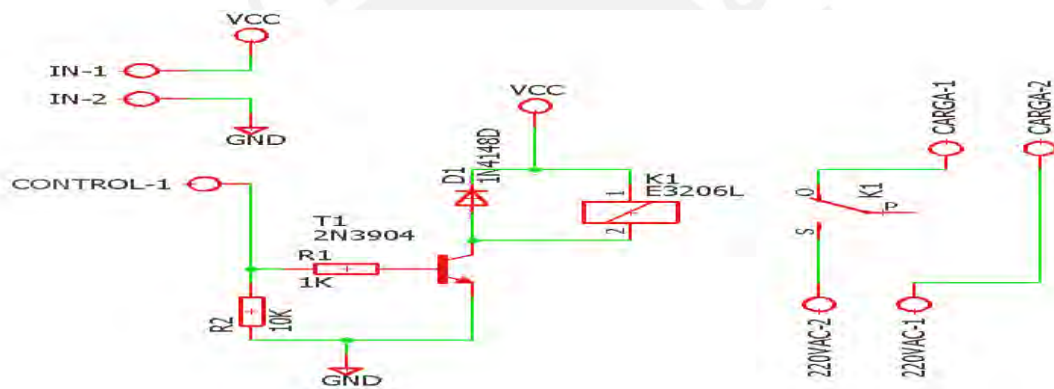 VCC
IN-1
IN-2
GND
CONTROL-1
VCC
D1
1N4148D
K1
E3206L
1
2
T1
2N3904
R1
1K
R2
10K
GND
CARGA-1
CARGA-2
O
K1
P
S
220VAC-2
220VAC-1